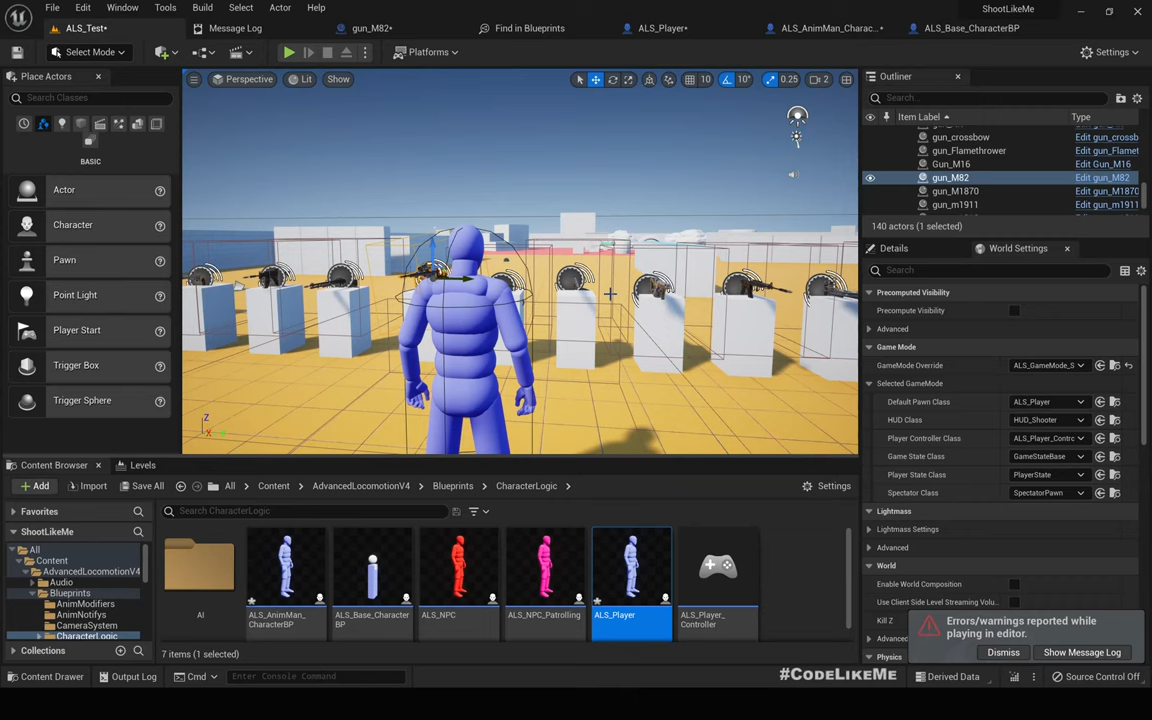 File Edit Window Tools Build Select Actor Help ShootLikeMe
ALS_Test* Message Log gun_M82* Find in Blueprints ALS_Player* ALS_AnimMan_Charac...* ALS_Base_CharacterBP
Select Mode Platforms Settings
Place Actors
Search Classes
BASIC
Actor
Character
Pawn
Point Light
Player Start
Trigger Box
Trigger Sphere
Perspective Lit Show 10 10° 0.25 2
Z
X
Outliner
Search...
Item Label Type
gun_crossbow Edit gun_crossb
gun_Flamethrower Edit gun_Flamet
Gun_M16 Edit Gun_M16
gun_M82 Edit gun_M82
gun_M1870 Edit gun_M1870
gun_m1911 Edit gun_m1911
140 actors (1 selected)
Details World Settings
Search
Precomputed Visibility
Precompute Visibility
Advanced
Game Mode
GameMode Override ALS_GameMode_S
Selected GameMode
Default Pawn Class ALS_Player
HUD Class HUD_Shooter
Player Controller Class ALS_Player_Contrc
Game State Class GameStateBase
Player State Class PlayerState
Spectator Class SpectatorPawn
Lightmass
Lightmass Settings
Advanced
World
Enable World Composition
Use Client Side Level Streaming Volu...
Kill Z
Advanced
Physics
Errors/warnings reported while
playing in editor.
Dismiss Show Message Log
Content Browser Levels
Add Import Save All All Content AdvancedLocomotionV4 Blueprints CharacterLogic Settings
Favorites
ShootLikeMe
All
Content
AdvancedLocomotionV4
Audio
Blueprints
AnimModifiers
AnimNotifys
CameraSystem
CharacterLogic
Collections
Search CharacterLogic
AI
ALS_AnimMan_
CharacterBP
ALS_Base_Character
BP
ALS_NPC
ALS_NPC_Patrolling
ALS_Player
ALS_Player_
Controller
7 items (1 selected)
#CODELIKEME
Content Drawer Output Log Cmd Enter Console Command Derived Data Source Control Off